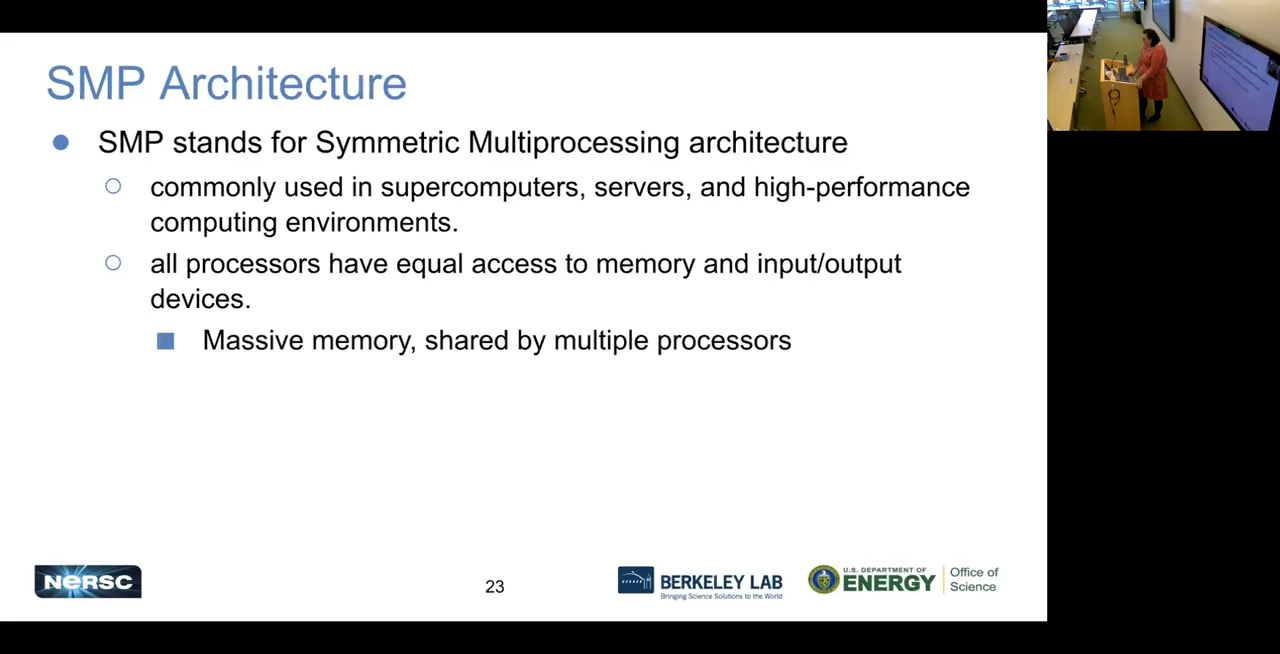 SMP Architecture
SMP stands for Symmetric Multiprocessing architecture
commonly used in supercomputers, servers, and high-performance
computing environments.
all processors have equal access to memory and input/output
devices.
Massive memory, shared by multiple processors
NERSC
23
BERKELEY LAB
Bringing Science Solutions to the World
U.S. DEPARTMENT OF
ENERGY
Office of
Science